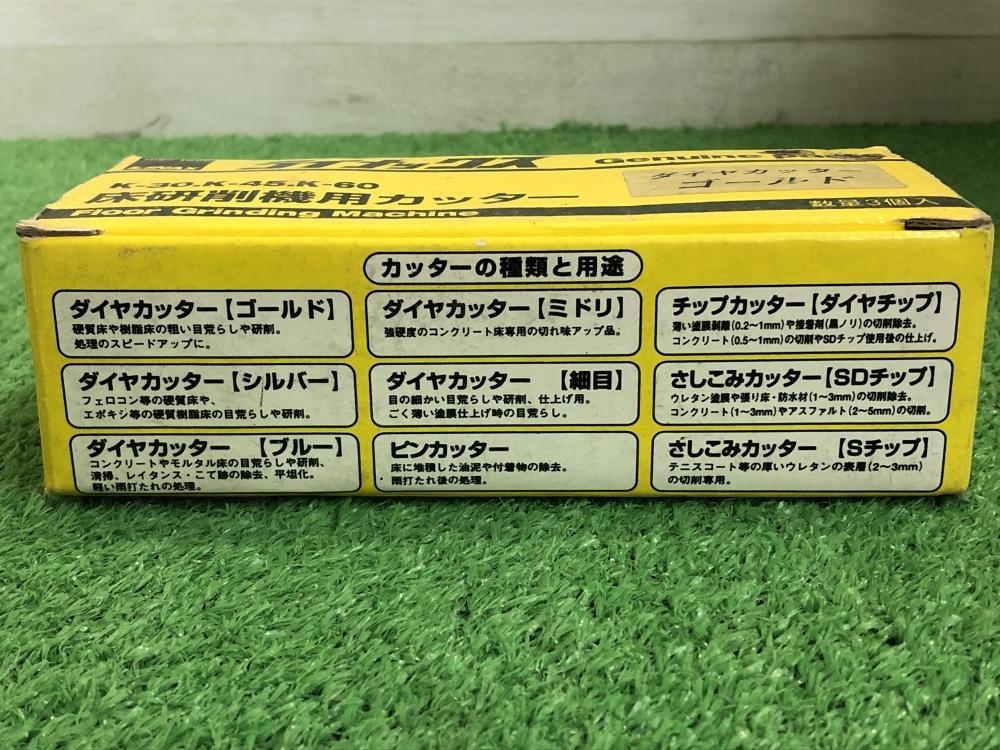 Genuine
K-30.K-45.K-60
ダイヤカッター
ゴールド
床研削機用カッター
Floor Grinding Machine
数量3個入
カッターの種類と用途
ダイヤカッター【ゴールド】
硬質床や樹脂床の粗い目荒らしや研削。
処理のスピードアップに。
ダイヤカッター【ミドリ】
強硬度のコンクリート床専用の切れ味アップ品。
チップカッター【ダイヤチップ】
薄い塗膜剥離(0.2〜1mm)や接着剤(黒ノリ)の切削除去。
コンクリート(0.5〜1mm)の切削やSDチップ使用後の仕上げ。
ダイヤカッター【シルバー】
フェロコン等の硬質床や、
エポキシ等の硬質樹脂床の目荒らしや研削。
ダイヤカッター 【細目】
目の細かい目荒らしや研削、仕上げ用。
ごく薄い塗膜仕上げ時の目荒らし。
さしこみカッター【SDチップ】
ウレタン塗膜や張り床・防水材(1〜3mm)の切削除去。
コンクリート(1〜3mm)やアスファルト(2〜5mm)の切削。
ダイヤカッター 【ブルー】
コンクリートやモルタル床の目荒らしや研削、
清掃、レイタンス・こて跡の除去、平坦化。
軽い雨打たれの処理。
ピンカッター
床に堆積した油泥や付着物の除去。
雨打たれ後の処理。
さしこみカッター 【Sチップ】
テニスコート等の厚いウレタンの表層(2〜3mm)
の切削専用。